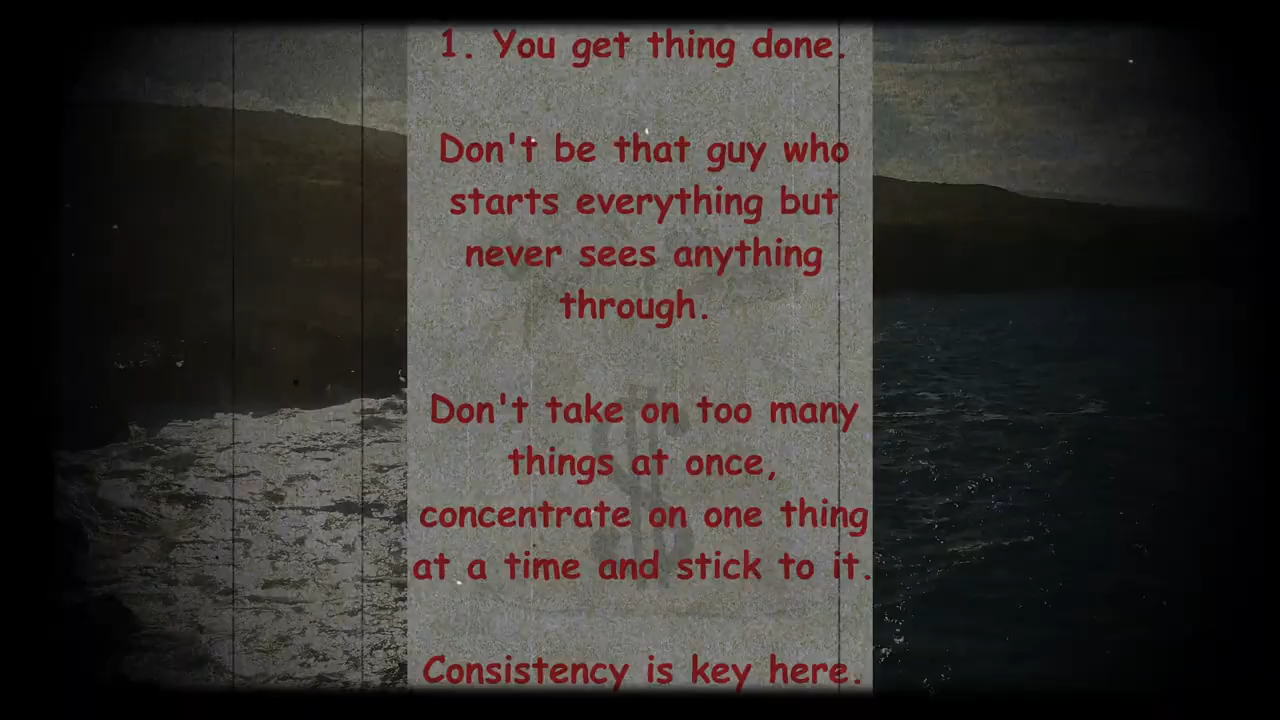 1. You get thing done.
Don't be that guy who
starts everything but
never sees anything
through.
Don't take on too many
things at once,
concentrate on one thing
at a time and stick to it.
Consistency is key here.